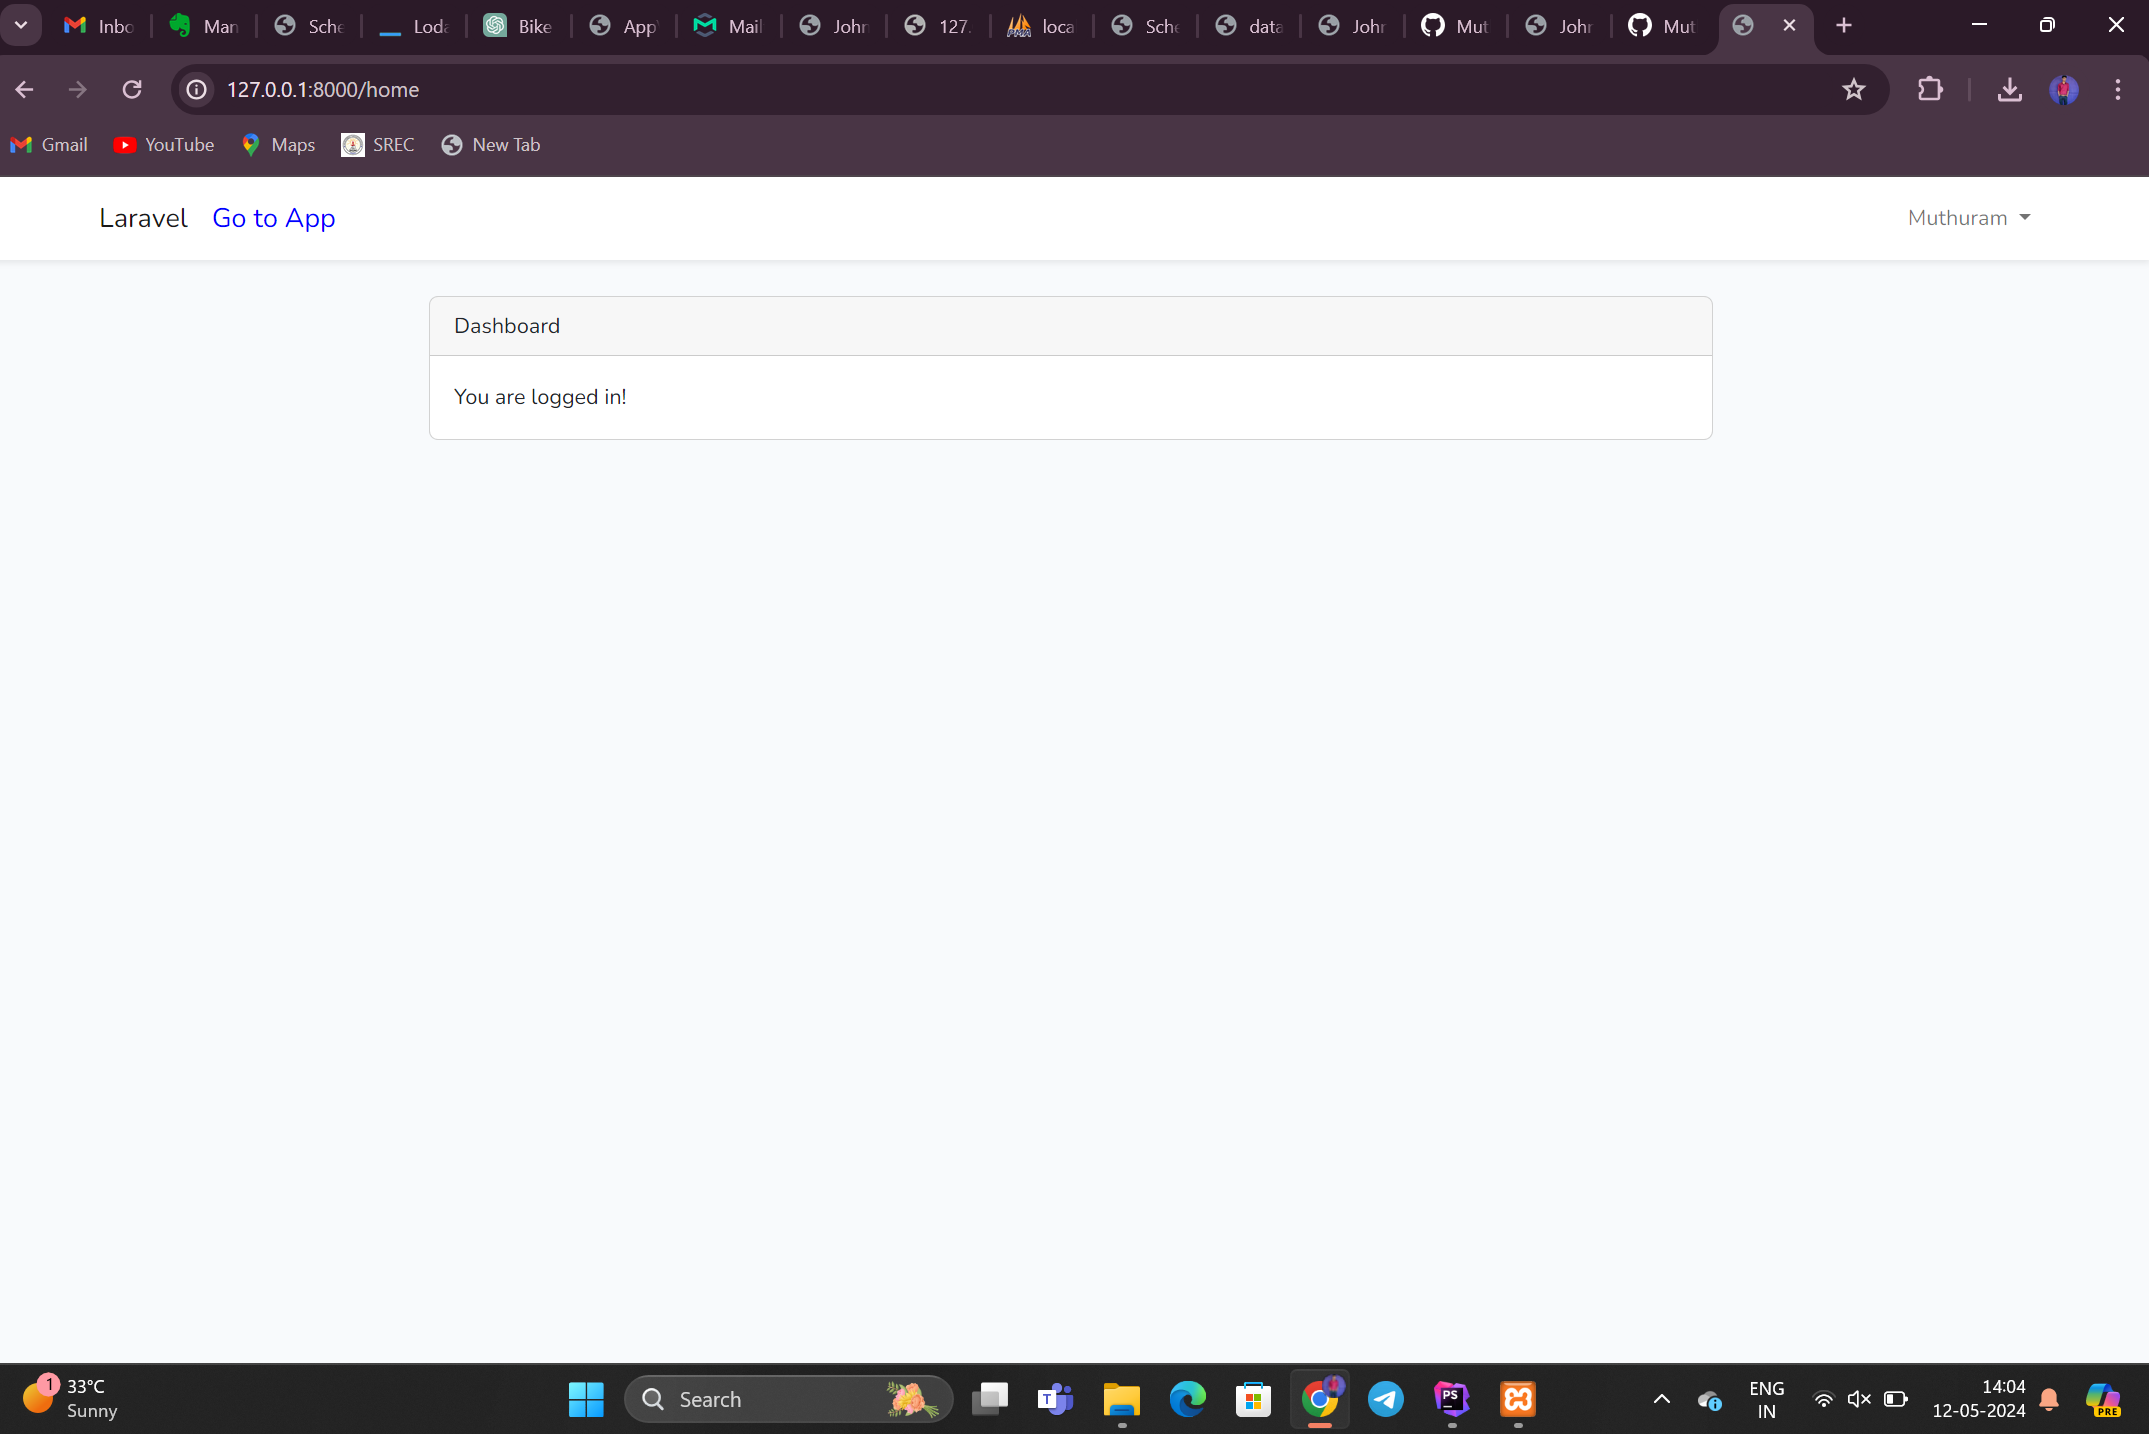 Inbo
Man
Sche
Loda
Bike
App
Mail
John
127.
loca
Sche
data
John
Mut
John
Mut
127.0.0.1:8000/home
Gmail
YouTube
Maps
SREC
New Tab
Laravel Go to App
Muthuram
Dashboard
You are logged in!
1
33°C
Sunny
Search
T
PS
ENG
IN
14:04
12-05-2024
PRE